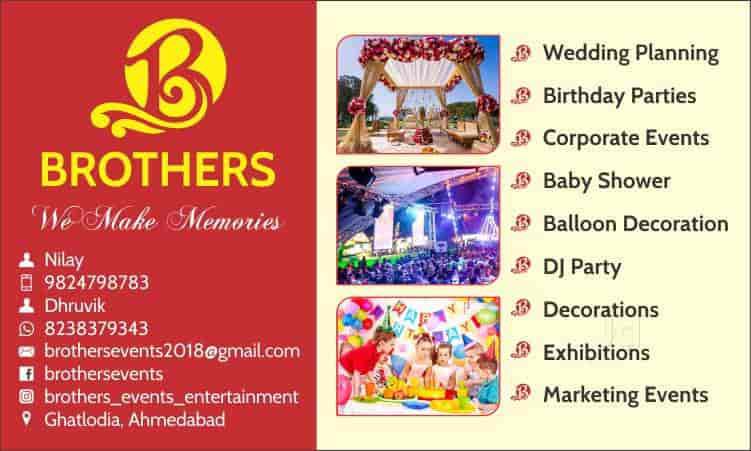 B
BROTHERS
We Make Memories
Nilay
9824798783
Dhruvik
8238379343
brothersevents2018@gmail.com
brothersevents
brothers_events_entertainment
Ghatlodia, Ahmedabad
Wedding Planning
Birthday Parties
Corporate Events
Baby Shower
Balloon Decoration
DJ Party
Decorations
Exhibitions
Marketing Events